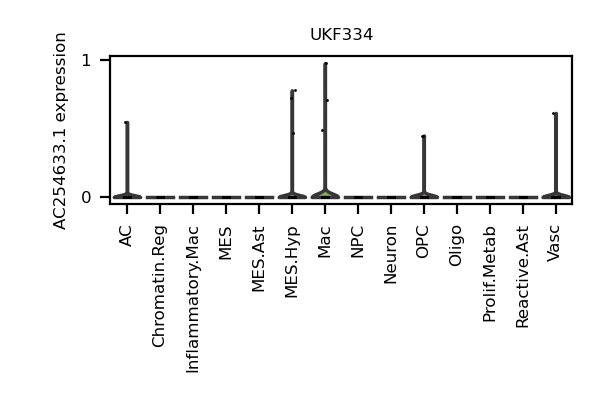 UKF334
AC254633.1 expression
1
0
AC
Chromatin.Reg
Inflammatory.Mac
MES
MES.Ast
MES.Hyp
Mac
NPC
Neuron
OPC
Oligo
Prolif.Metab
Reactive.Ast
Vasc